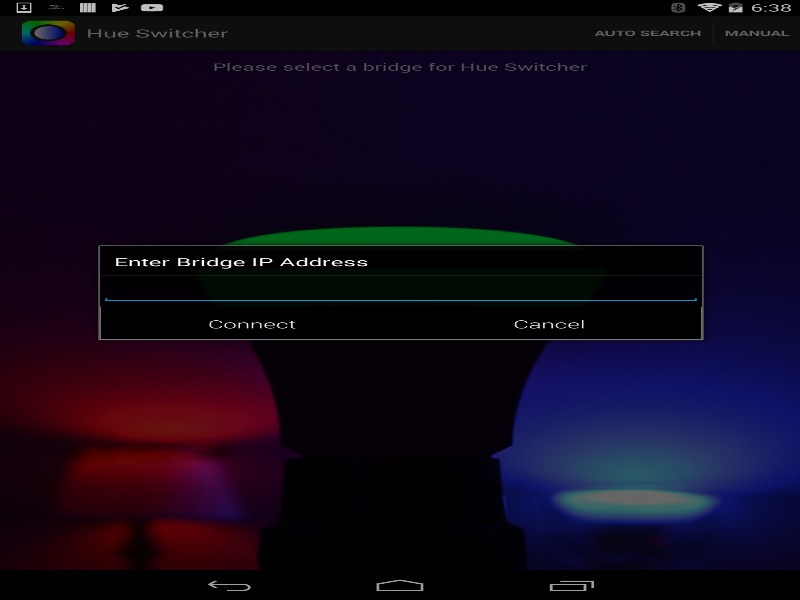 6:38
Hue Switcher
AUTO SEARCH
MANUAL
Please select a bridge for Hue Switcher
Enter Bridge IP Address
Connect
Cancel